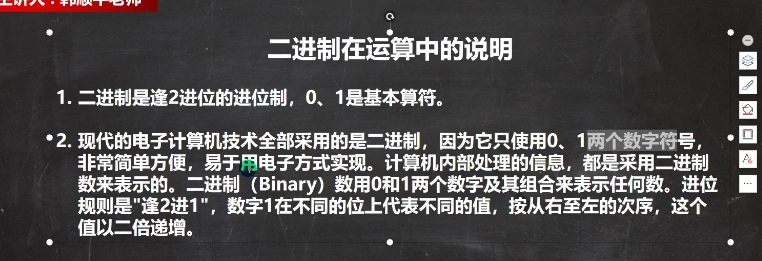 二进制在运算中的说明
1. 二进制是逢2进位的进位制，0、1是基本算符。
2. 现代的电子计算机技术全部采用的是二进制，因为它只使用0、1两个数字符号，
非常简单方便，易于用电子方式实现。计算机内部处理的信息，都是采用二进制
数来表示的。二进制（Binary）数用0和1两个数字及其组合来表示任何数。进位
规则是"逢2进1"，数字1在不同的位上代表不同的值，按从右至左的次序，这个
值以二倍递增。